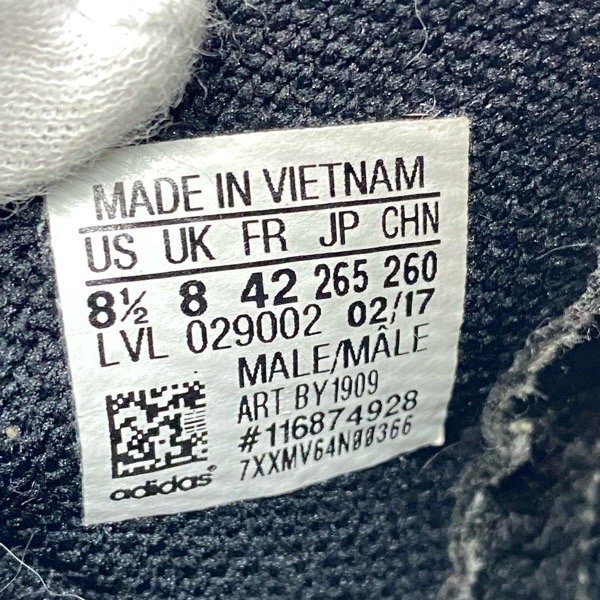 MADE IN VIETNAM
US UK FR JP CHN
8½ 8 42 265 260
LVL 029002 02/17
MALE/MÂLE
ART BY1909
#116874928
7XXMV64N00366
adidas®